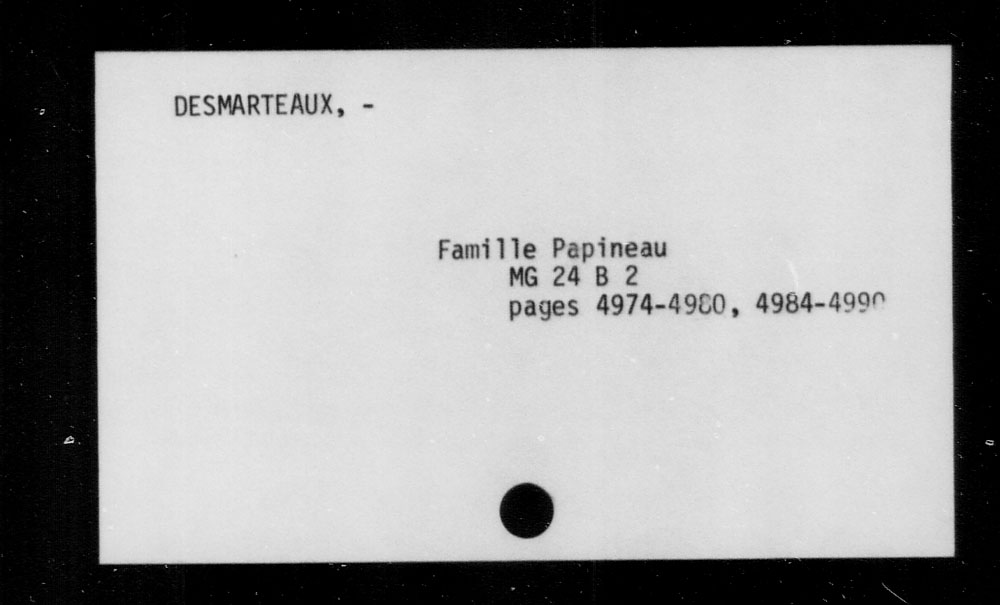 DESMARTEAUX, -
Famille Papineau
MG 24 B 2
pages 4974-4980, 4984-4990